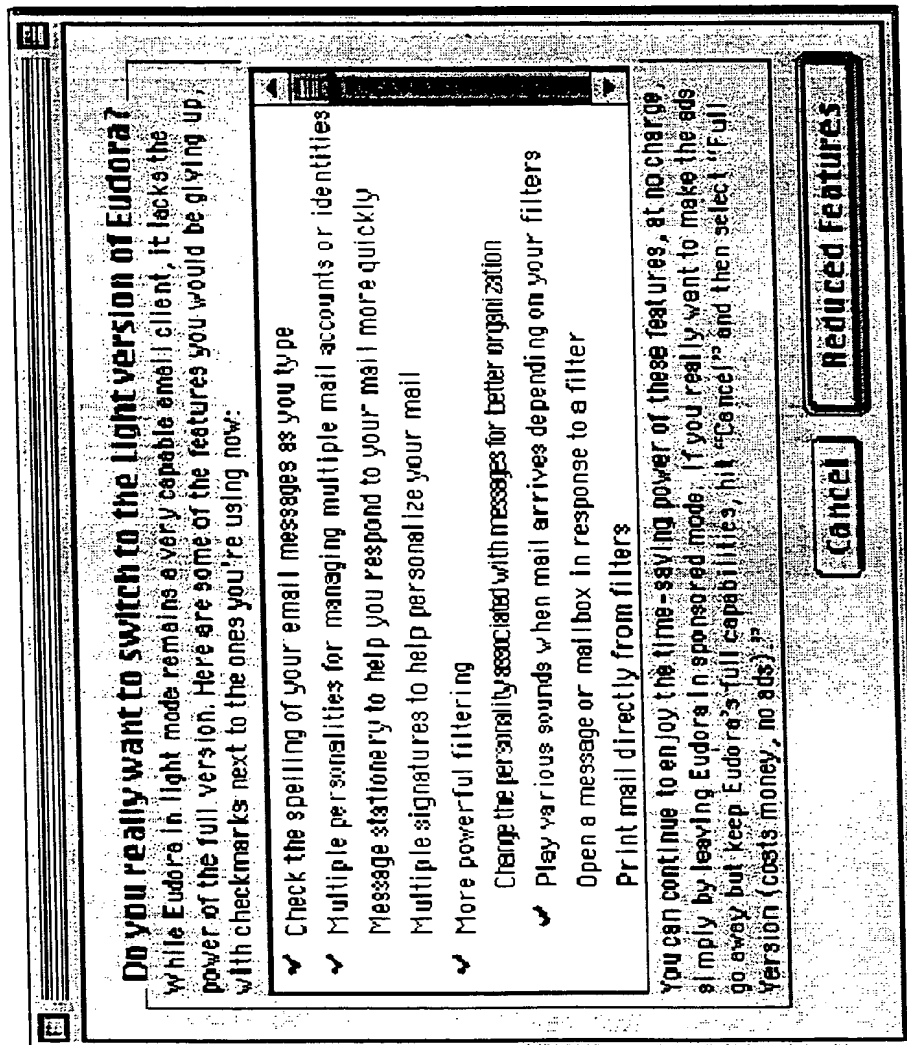 Do you really want to switch to the Light version of Eudora?
While Eudora in light mode remains a very capable email client, it lacks the
power of the full version. Here are some of the features you would be giving up,
with checkmarks next to the ones you're using now:
✓ Check the spelling of your email messages as you type
✓ Multiple personalities for managing multiple mail accounts or identities
Message stationery to help you respond to your mail more quickly
Multiple signatures to help personalize your mail
✓ More powerful filtering
Change the personality associated with messages for better organization
✓ Play various sounds when mail arrives depending on your filters
Open a message or mailbox in response to a filter
Print mail directly from filters
You can continue to enjoy the time-saving power of these features, at no charge,
simply by leaving Eudora in sponsored mode. If you really want to make the ads
go away but keep Eudora's full capabilities, hit “Cancel” and then select “Full
Version (costs money, no ads).”
Cancel
Reduced Features